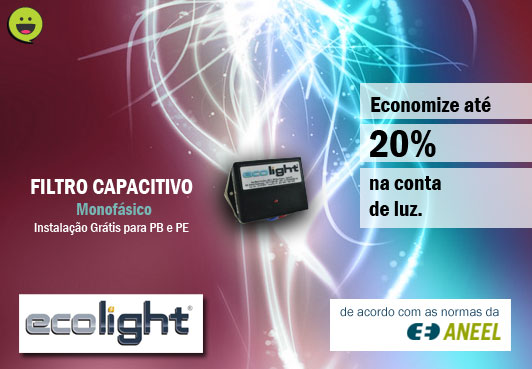 Economize até
20%
na conta
de luz.
ecolight
FILTRO CAPACITIVO
Monofásico
Instalação Grátis para PB e PE
ecolight®
de acordo com as normas da
ANEEL